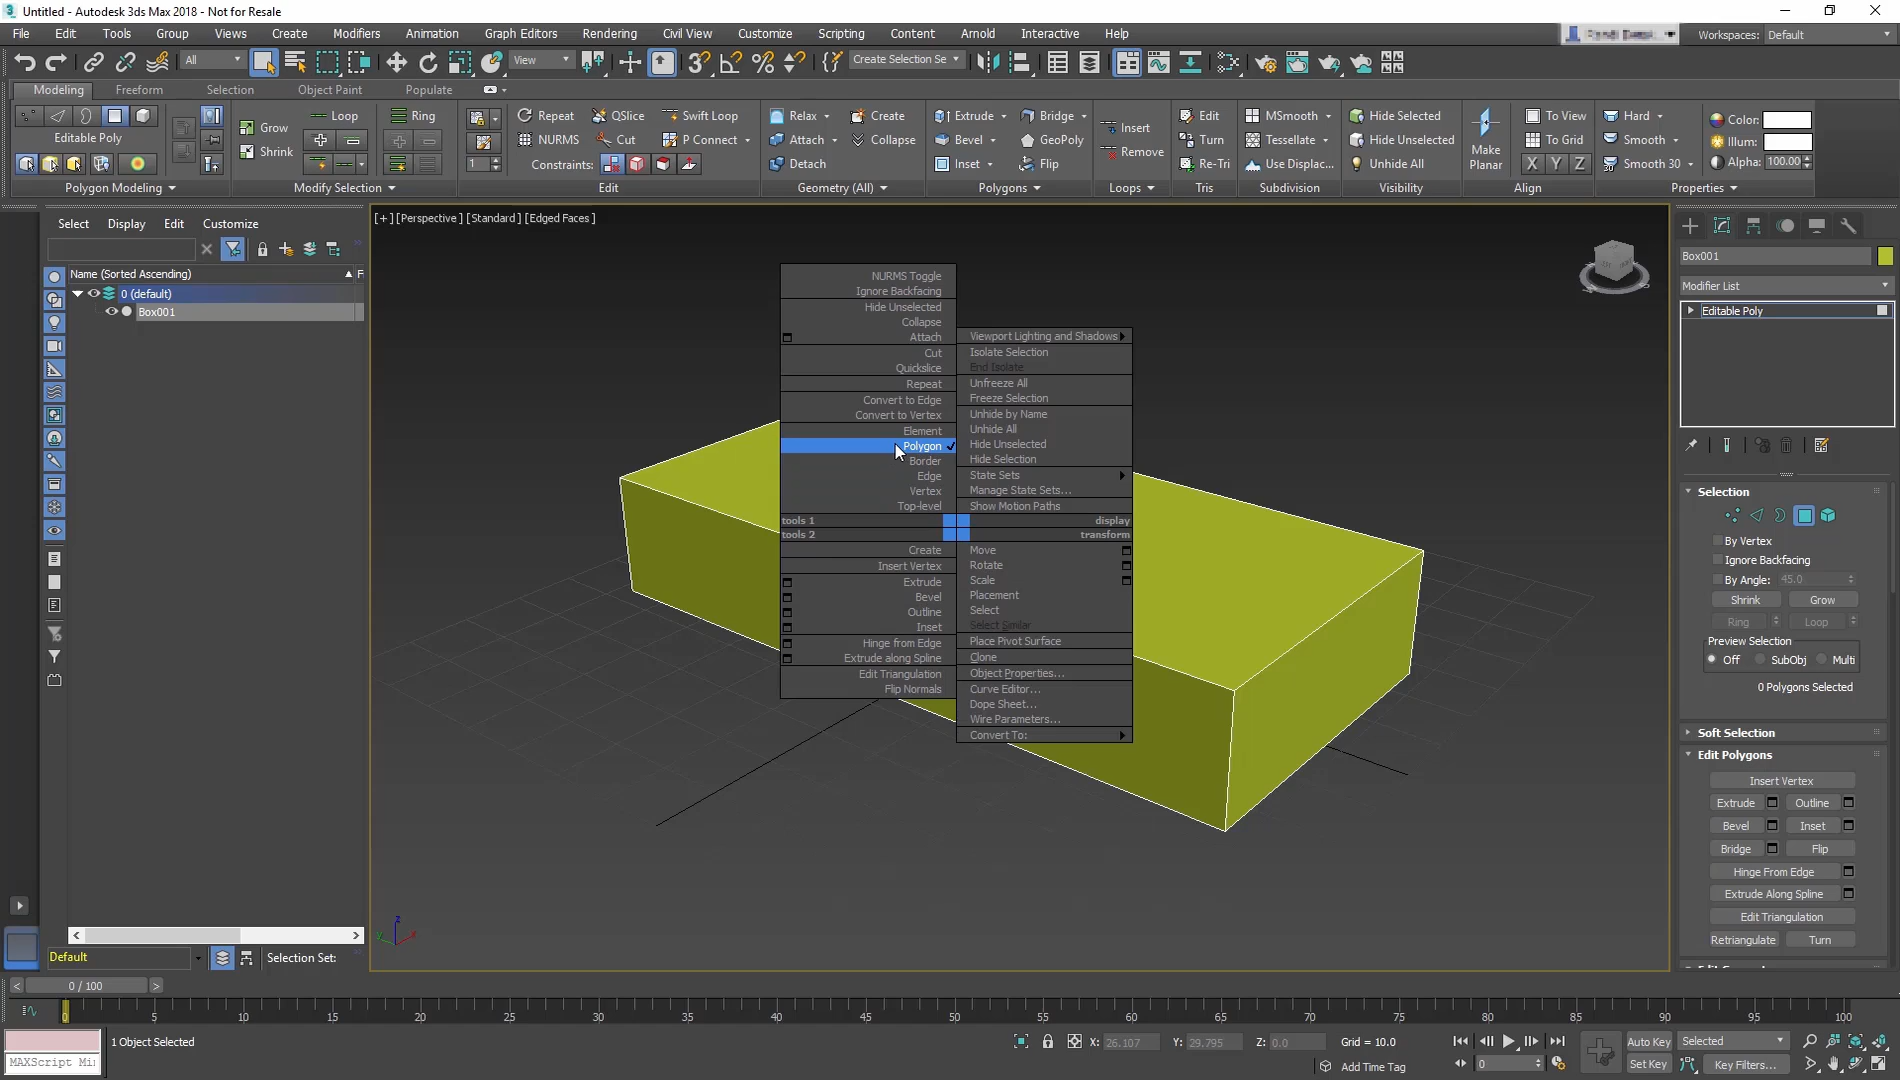 Untitled - Autodesk 3ds Max 2018 - Not for Resale
File Edit Tools Group Views Create Modifiers Animation Graph Editors Rendering Civil View Customize Scripting Content Arnold Interactive Help
Workspaces: Default
All View Create Selection Se
Modeling Freeform Selection Object Paint Populate
Loop Ring Repeat QSlice Swift Loop Relax Create Extrude Bridge Edit MSmooth Hide Selected To View Hard Color:
Editable Poly Grow NURMS Cut P Connect Attach Collapse Bevel GeoPoly Insert Turn Tessellate Hide Unselected To Grid Smooth Illum:
Shrink 1 Constraints: Detach Inset Flip Remove Re-Tri Use Displac... Unhide All Make Planar X Y Z Smooth 30 Alpha: 100.00
Polygon Modeling Modify Selection Edit Geometry (All) Polygons Loops Tris Subdivision Visibility Align Properties
Select Display Edit Customize
Name (Sorted Ascending) F
0 (default)
Box001
[+] [Perspective] [Standard] [Edged Faces]
NURMS Toggle
Ignore Backfacing
Hide Unselected
Collapse
Attach
Cut
Quickslice
Repeat
Convert to Edge
Convert to Vertex
Element
Polygon
Border
Edge
Vertex
Top-level
tools 1
tools 2
Create
Insert Vertex
Extrude
Bevel
Outline
Inset
Hinge from Edge
Extrude along Spline
Edit Triangulation
Flip Normals
Viewport Lighting and Shadows
Isolate Selection
End Isolate
Unfreeze All
Freeze Selection
Unhide by Name
Unhide All
Hide Unselected
Hide Selection
State Sets
Manage State Sets...
Show Motion Paths
display
transform
Move
Rotate
Scale
Placement
Select
Select Similar
Place Pivot Surface
Clone
Object Properties...
Curve Editor...
Dope Sheet...
Wire Parameters...
Convert To:
z
x
y
Box001
Modifier List
Editable Poly
Selection
By Vertex
Ignore Backfacing
By Angle: 45.0
Shrink Grow
Ring Loop
Preview Selection
Off SubObj Multi
0 Polygons Selected
Soft Selection
Edit Polygons
Insert Vertex
Extrude Outline
Bevel Inset
Bridge Flip
Hinge From Edge
Extrude Along Spline
Edit Triangulation
Retriangulate Turn
Default Selection Set:
< 0 / 100 >
0 5 10 15 20 25 30 35 40 45 50 55 60 65 70 75 80 85 90 95 100
1 Object Selected X: 26.107 Y: 29.795 Z: 0.0 Grid = 10.0 Auto Key Selected
MAXScript Mi Add Time Tag 0 Set Key Key Filters...